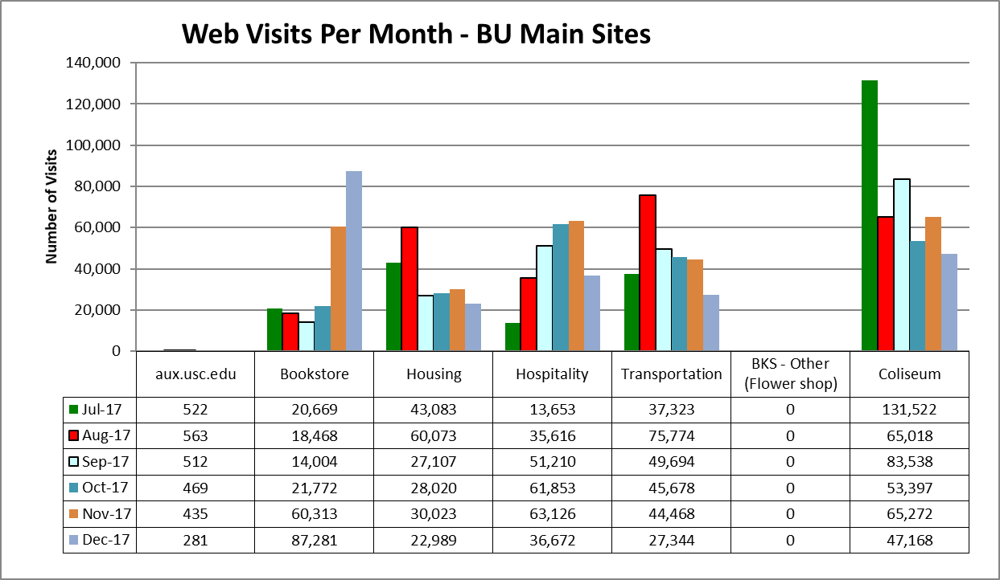 Web Visits Per Month - BU Main Sites
140,000
120,000
100,000
80,000
60,000
40,000
20,000
0
Number of Visits
aux.usc.edu Bookstore Housing Hospitality Transportation BKS - Other (Flower shop) Coliseum
Jul-17 522 20,669 43,083 13,653 37,323 0 131,522
Aug-17 563 18,468 60,073 35,616 75,774 0 65,018
Sep-17 512 14,004 27,107 51,210 49,694 0 83,538
Oct-17 469 21,772 28,020 61,853 45,678 0 53,397
Nov-17 435 60,313 30,023 63,126 44,468 0 65,272
Dec-17 281 87,281 22,989 36,672 27,344 0 47,168